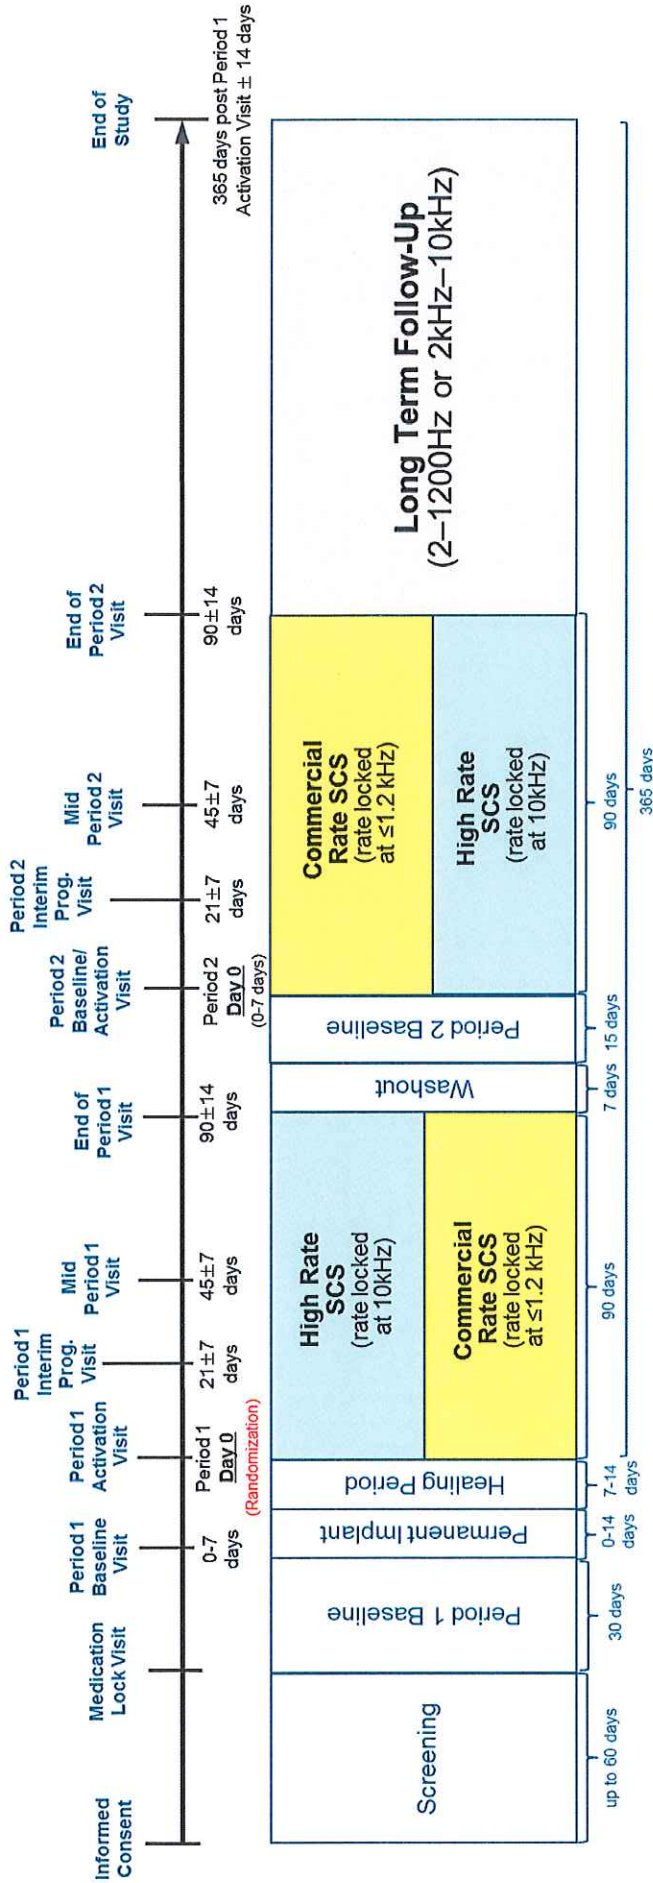 Informed
Consent
Medication
Lock Visit
Period 1
Baseline
Visit
Period 1
Activation
Visit
Period 1
Interim
Prog.
Visit
Mid
Period 1
Visit
End of
Period 1
Visit
Period 2
Baseline/
Activation
Visit
Period 2
Interim
Prog.
Visit
Mid
Period 2
Visit
End of
Period 2
Visit
End of
Study
0-7
days
Period 1
Day 0
(Randomization)
21±7
days
45±7
days
90±14
days
Period 2
Day 0
(0-7 days)
21±7
days
45±7
days
90±14
days
365 days post Period 1
Activation Visit ± 14 days
Screening
Period 1 Baseline
Permanent Implant
Healing Period
High Rate
SCS
(rate locked
at 10kHz)
Commercial
Rate SCS
(rate locked
at ≤1.2 kHz)
Washout
Period 2 Baseline
Commercial
Rate SCS
(rate locked
at ≤1.2 kHz)
High Rate
SCS
(rate locked
at 10kHz)
Long Term Follow-Up
(2–1200Hz or 2kHz–10kHz)
up to 60 days
30 days
0-14
days
7-14
days
90 days
7 days
15 days
90 days
365 days